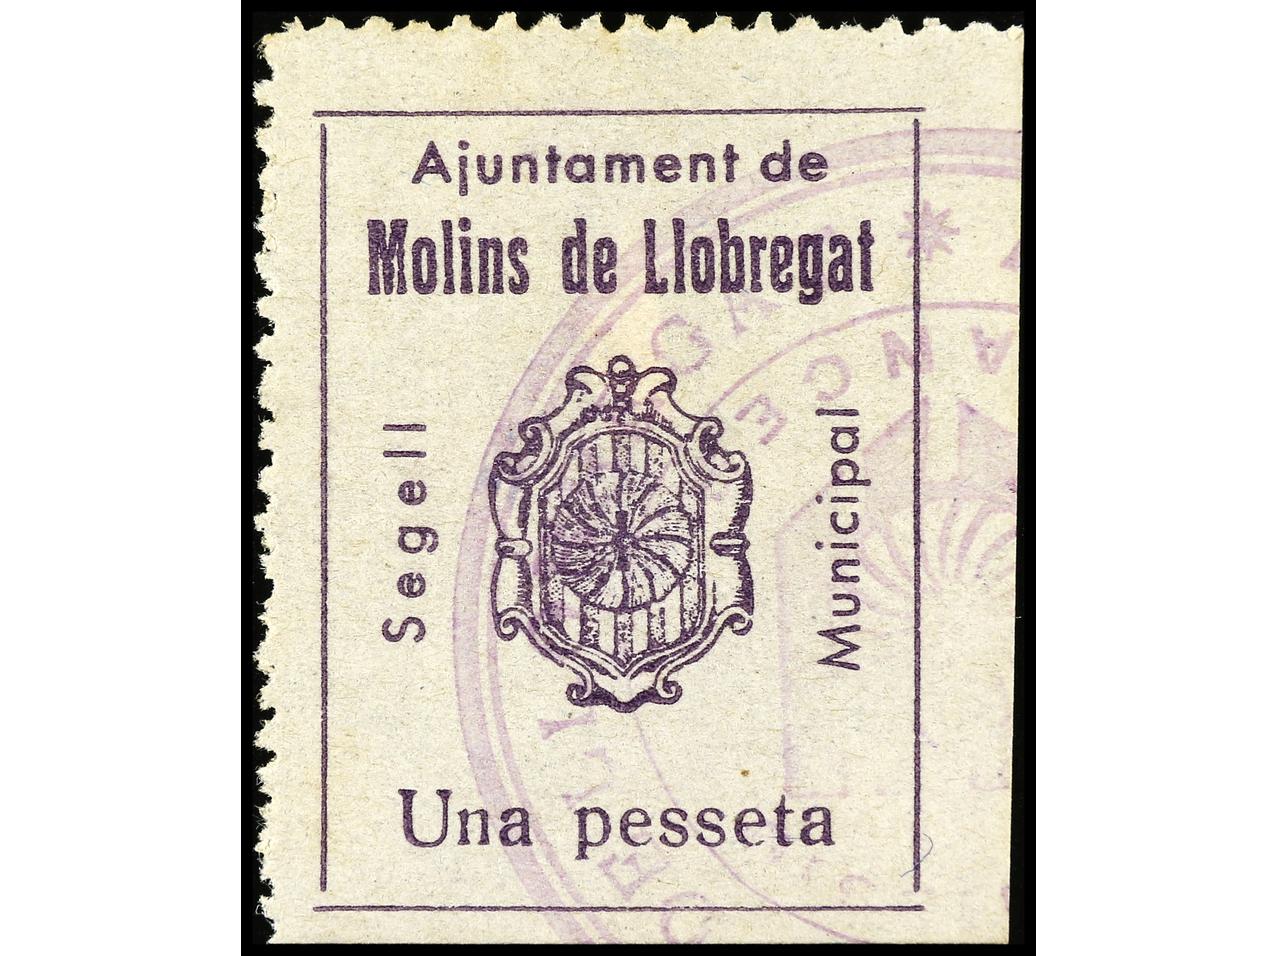 Ajuntament de
Molins de Llobregat
Segell
Municipal
Una pesseta